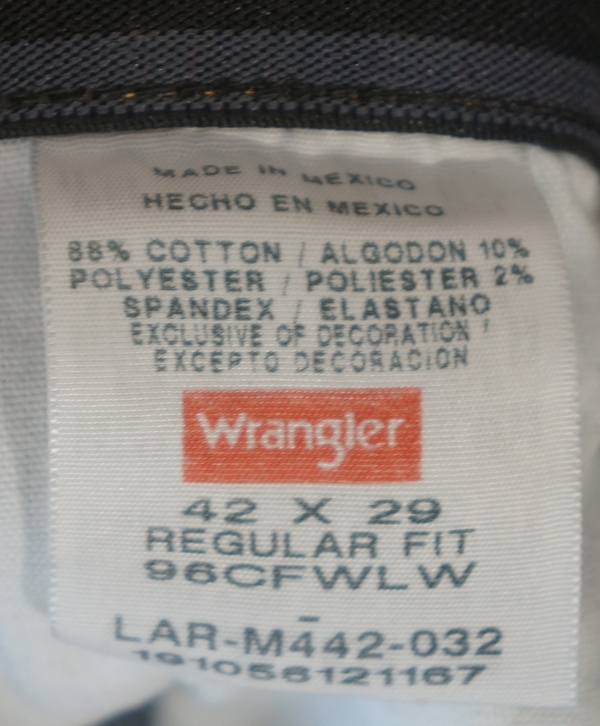 MADE IN MEXICO
HECHO EN MEXICO
88% COTTON / ALGODON 10%
POLYESTER / POLIESTER 2%
SPANDEX / ELASTANO
EXCLUSIVE OF DECORATION /
EXCEPTO DECORACION
Wrangler
42 X 29
REGULAR FIT
96CFWLW
-
LAR-M442-032
191056121167